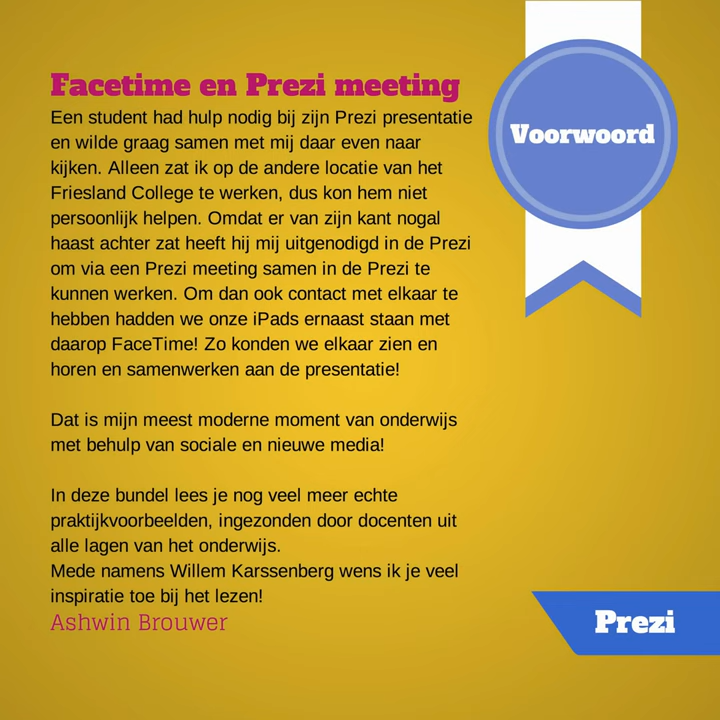 Facetime en Prezi meeting
Een student had hulp nodig bij zijn Prezi presentatie
en wilde graag samen met mij daar even naar
kijken. Alleen zat ik op de andere locatie van het
Friesland College te werken, dus kon hem niet
persoonlijk helpen. Omdat er van zijn kant nogal
haast achter zat heeft hij mij uitgenodigd in de Prezi
om via een Prezi meeting samen in de Prezi te
kunnen werken. Om dan ook contact met elkaar te
hebben hadden we onze iPads ernaast staan met
daarop FaceTime! Zo konden we elkaar zien en
horen en samenwerken aan de presentatie!
Dat is mijn meest moderne moment van onderwijs
met behulp van sociale en nieuwe media!
In deze bundel lees je nog veel meer echte
praktijkvoorbeelden, ingezonden door docenten uit
alle lagen van het onderwijs.
Mede namens Willem Karssenberg wens ik je veel
inspiratie toe bij het lezen!
Ashwin Brouwer
Voorwoord
Prezi